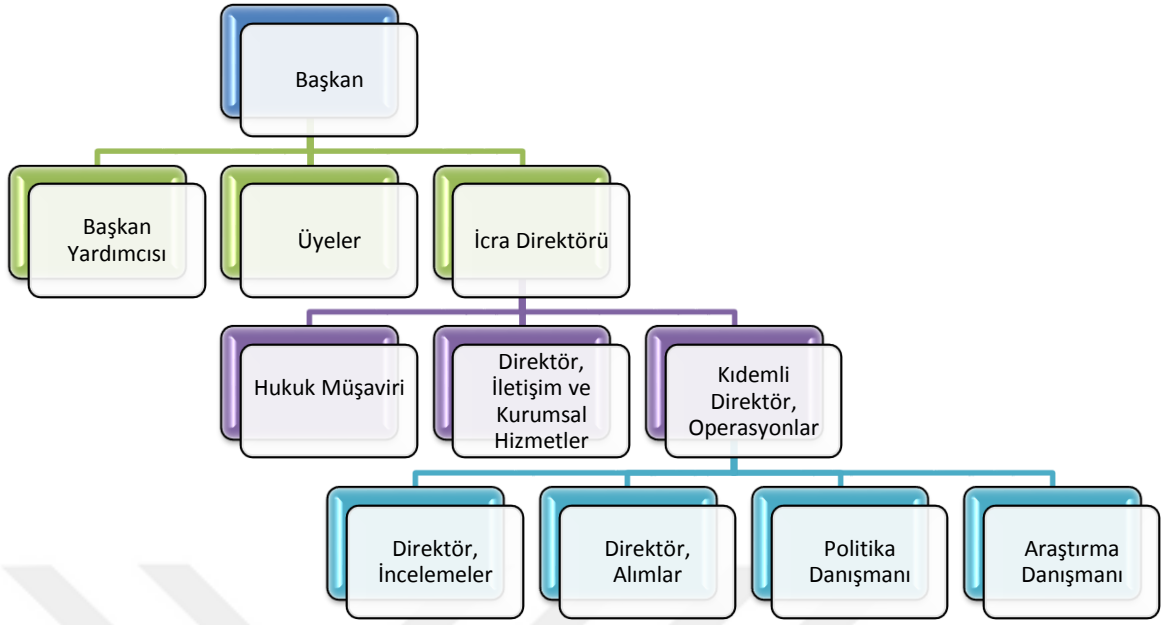 Başkan
Başkan
Yardımcısı
Üyeler
İcra Direktörü
Hukuk Müşaviri
Direktör,
İletişim ve
Kurumsal
Hizmetler
Kıdemli
Direktör,
Operasyonlar
Direktör,
İncelemeler
Direktör,
Alımlar
Politika
Danışmanı
Araştırma
Danışmanı